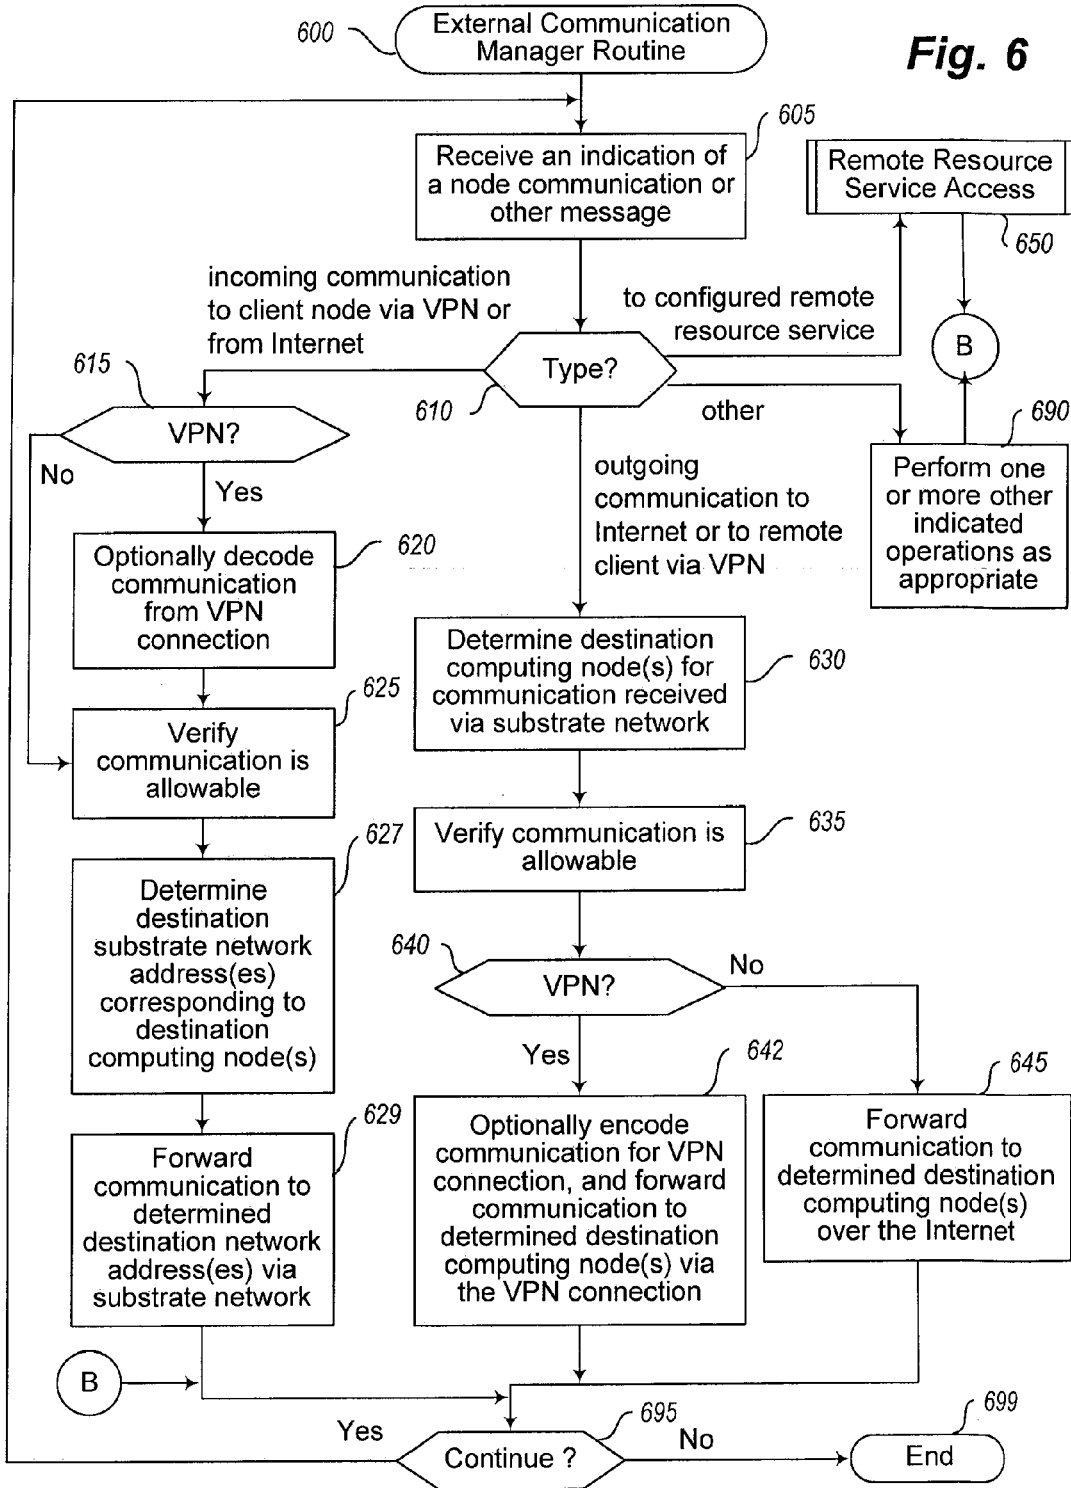 600
External Communication
Manager Routine
Fig. 6
605
Receive an indication of
a node communication or
other message
Remote Resource
Service Access
650
incoming communication
to client node via VPN or
from Internet
to configured remote
resource service
B
615
Type?
610
other
VPN?
No
Yes
690
Perform one
or more other
indicated
operations as
appropriate
outgoing
communication to
Internet or to remote
client via VPN
620
Optionally decode
communication
from VPN
connection
630
Determine destination
computing node(s) for
communication received
via substrate network
625
Verify
communication is
allowable
635
Verify communication is
allowable
627
Determine
destination
substrate network
address(es)
corresponding to
destination
computing node(s)
640
VPN?
No
Yes
642
Optionally encode
communication for VPN
connection, and forward
communication to
determined destination
computing node(s) via
the VPN connection
645
Forward
communication to
determined destination
computing node(s)
over the Internet
629
Forward
communication to
determined
destination network
address(es) via
substrate network
B
695
Yes
Continue ?
No
699
End